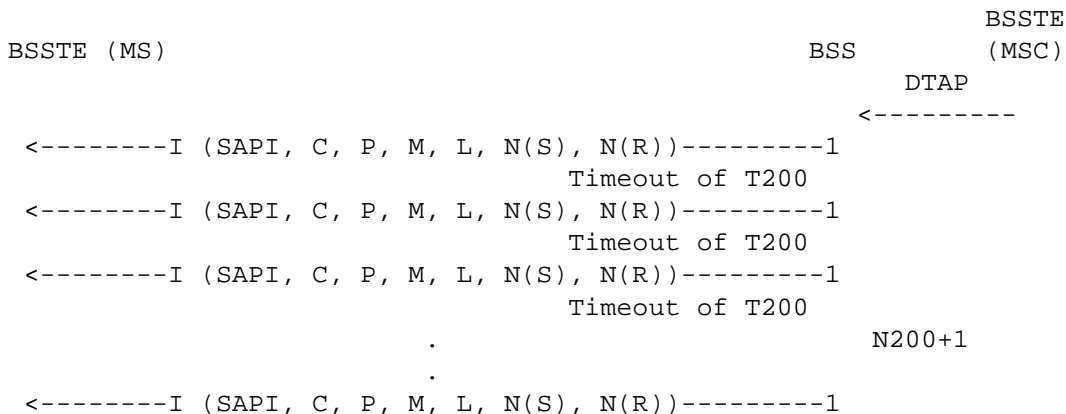 BSSTE
BSSTE (MS) BSS (MSC)
DTAP
<---------
<--------I (SAPI, C, P, M, L, N(S), N(R))---------1
Timeout of T200
<--------I (SAPI, C, P, M, L, N(S), N(R))---------1
Timeout of T200
<--------I (SAPI, C, P, M, L, N(S), N(R))---------1
Timeout of T200
. N200+1
.
<--------I (SAPI, C, P, M, L, N(S), N(R))---------1